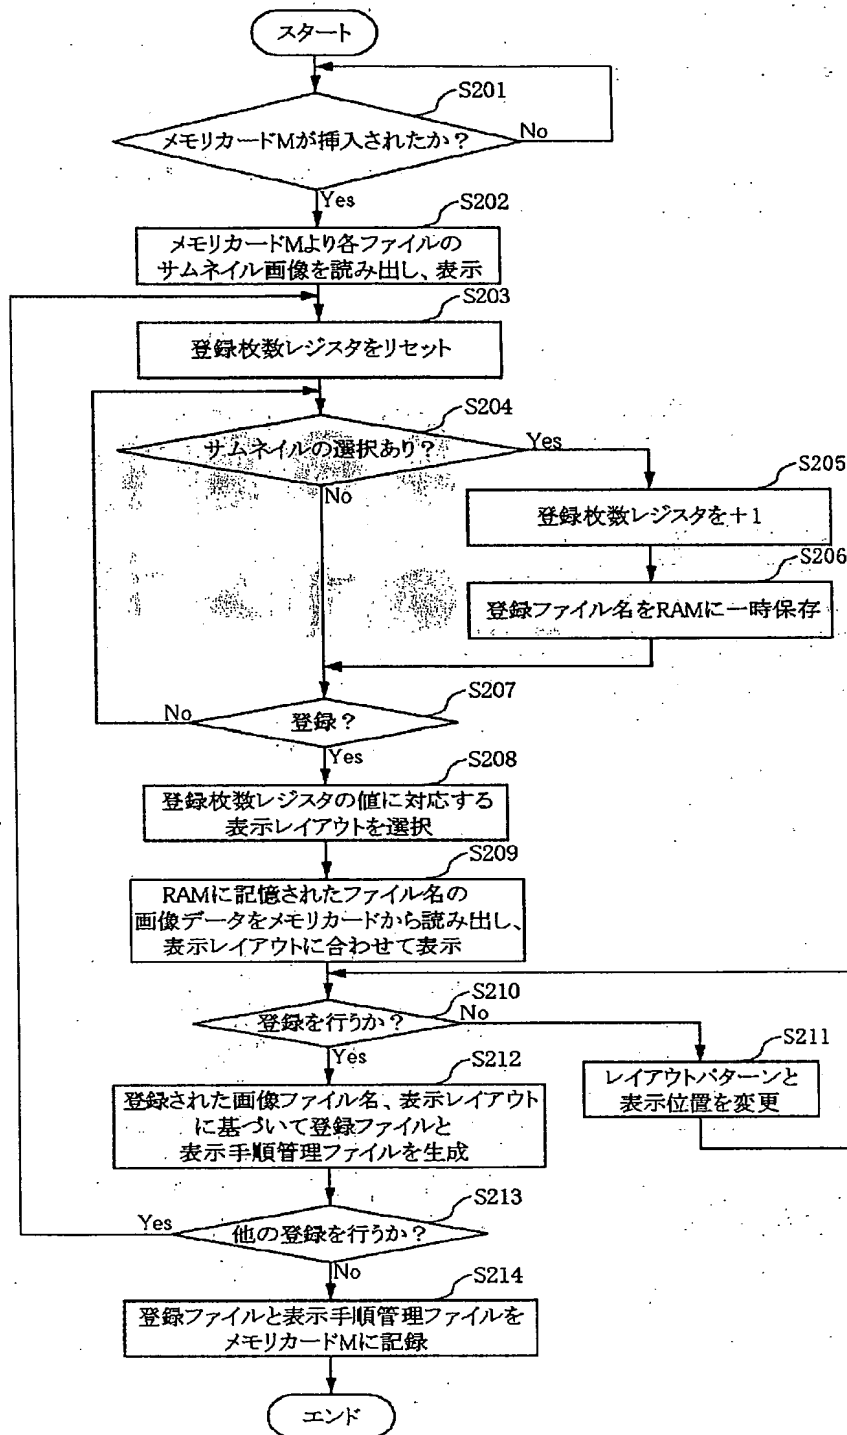 スタート
S201
メモリカードMが挿入されたか？
No
Yes
S202
メモリカードMより各ファイルの
サムネイル画像を読み出し、表示
S203
登録枚数レジスタをリセット
S204
サムネイルの選択あり？
Yes
No
S205
登録枚数レジスタを＋1
S206
登録ファイル名をRAMに一時保存
S207
登録？
No
Yes
S208
登録枚数レジスタの値に対応する
表示レイアウトを選択
S209
RAMに記憶されたファイル名の
画像データをメモリカードから読み出し、
表示レイアウトに合わせて表示
S210
登録を行うか？
No
Yes
S211
レイアウトパターンと
表示位置を変更
S212
登録された画像ファイル名、表示レイアウト
に基づいて登録ファイルと
表示手順管理ファイルを生成
S213
他の登録を行うか？
Yes
No
S214
登録ファイルと表示手順管理ファイルを
メモリカードMに記録
エンド